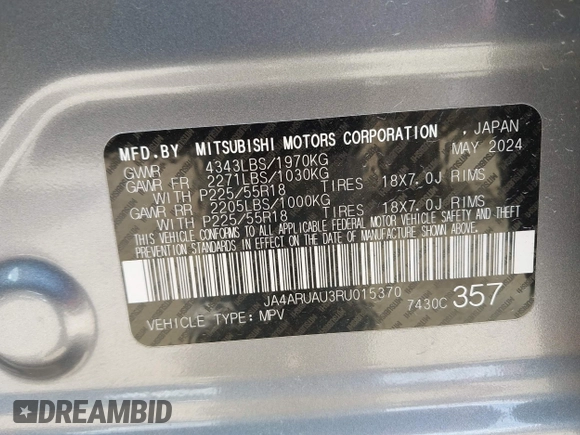 MFD.BY MITSUBISHI MOTORS CORPORATION , JAPAN
GVWR 4343LBS/1970KG MAY 2024
GAWR FR 2271LBS/1030KG
WITH P225/55R18 TIRES 18X7.0J RIMS
GAWR RR 2205LBS/1000KG
WITH P225/55R18 TIRES 18X7.0J RIMS
THIS VEHICLE CONFORMS TO ALL APPLICABLE FEDERAL MOTOR VEHICLE SAFETY AND THEFT
PREVENTION STANDARDS IN EFFECT ON THE DATE OF MANUFACTURE SHOWN ABOVE.
JA4ARUAU3RU015370
VEHICLE TYPE: MPV 7430C 357
DREAMBID